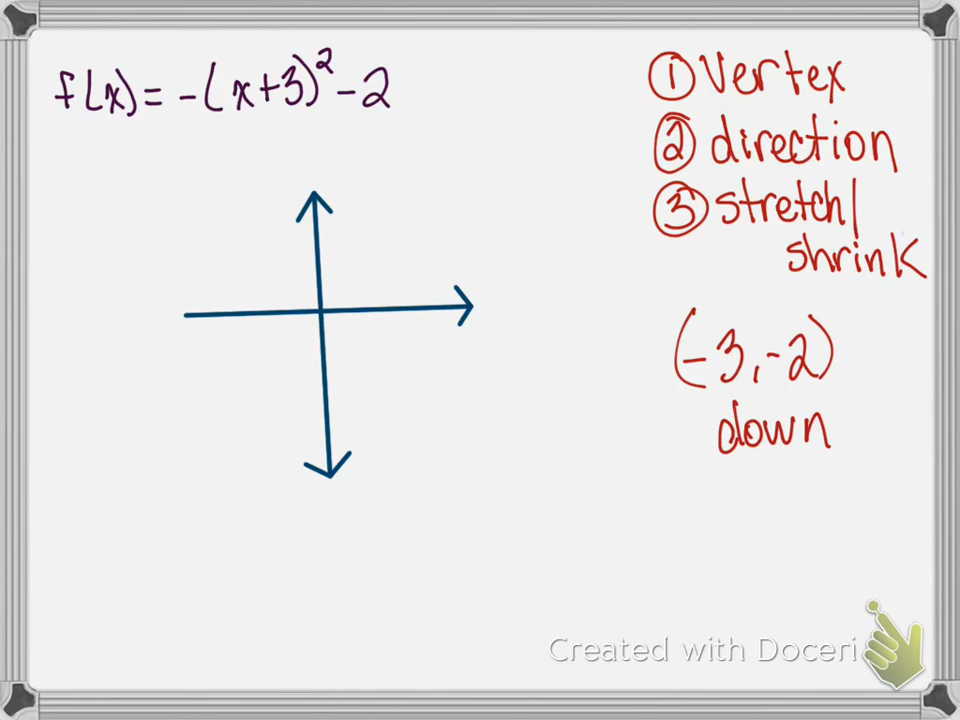 f(x) = -(x+3)² - 2
① Vertex
② direction
③ stretch/
shrink
(-3, -2)
down
Created with Doceri